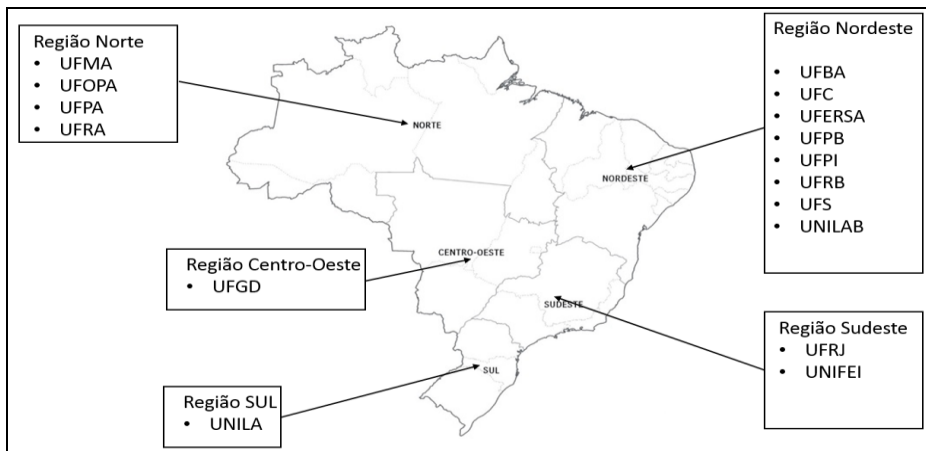 Região Norte
• UFMA
• UFOPA
• UFPA
• UFRA
Região Nordeste
• UFBA
• UFC
• UFERSA
• UFPB
• UFPI
• UFRB
• UFS
• UNILAB
NORTE
NORDESTE
CENTRO-OESTE
SUDESTE
SUL
Região Centro-Oeste
• UFGD
Região Sudeste
• UFRJ
• UNIFEI
Região SUL
• UNILA